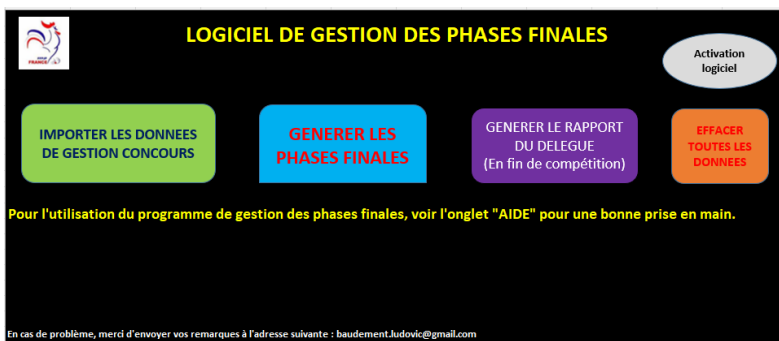 LOGICIEL DE GESTION DES PHASES FINALES
FRANCE
Activation
logiciel
IMPORTER LES DONNEES
DE GESTION CONCOURS
GENERER LES
PHASES FINALES
GENERER LE RAPPORT
DU DELEGUE
(En fin de compétition)
EFFACER
TOUTES LES
DONNEES
Pour l'utilisation du programme de gestion des phases finales, voir l'onglet "AIDE" pour une bonne prise en main.
En cas de problème, merci d'envoyer vos remarques à l'adresse suivante : baudement.ludovic@gmail.com